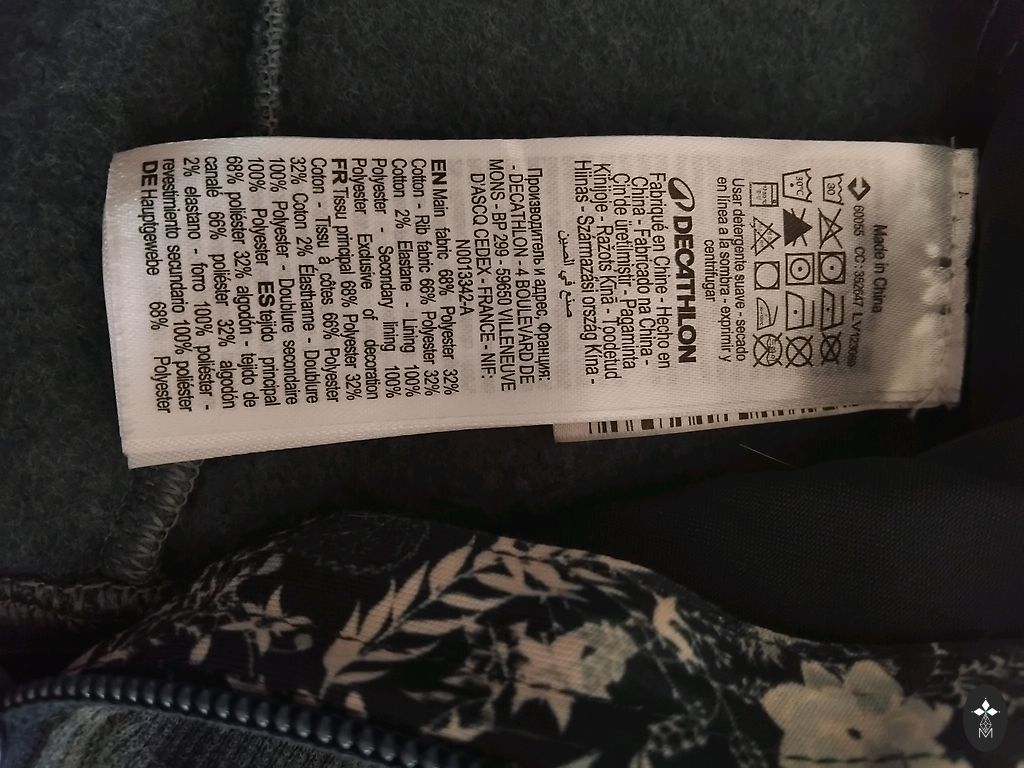 Made in China
60055 CC: 352647 LV123089
30
30°C
Usar detergente suave - secado
en línea a la sombra - exprimir y
centrifugar
DECATHLON
Fabriqué en Chine - Hecho en
China - Fabricado na China -
Çin'de üretilmiştir - Pagaminta
Kinijoje - Razots Ķīnā - Toodetud
Hiinas - Származási ország Kína -
صنع في الصين
Производитель и адрес, Франция:
- DECATHLON - 4 BOULEVARD DE
MONS - BP 299 - 59650 VILLENEUVE
D'ASCQ CEDEX - FRANCE - NIF:
N0013342-A
EN Main fabric 68% Polyester 32%
Cotton - Rib fabric 66% Polyester 32%
Cotton 2% Elastane - Lining 100%
Polyester - Secondary lining 100%
Polyester Exclusive of decoration
FR Tissu principal 68% Polyester 32%
Coton - Tissu à côtes 66% Polyester
32% Coton 2% Élasthanne - Doublure
100% Polyester - Doublure secondaire
100% Polyester ES tejido principal
68% poliéster 32% algodón - tejido de
canalé 66% poliéster 32% algodón
2% elastano - forro 100% poliéster -
revestimiento secundario 100% poliéster
DE Hauptgewebe 68% Polyester